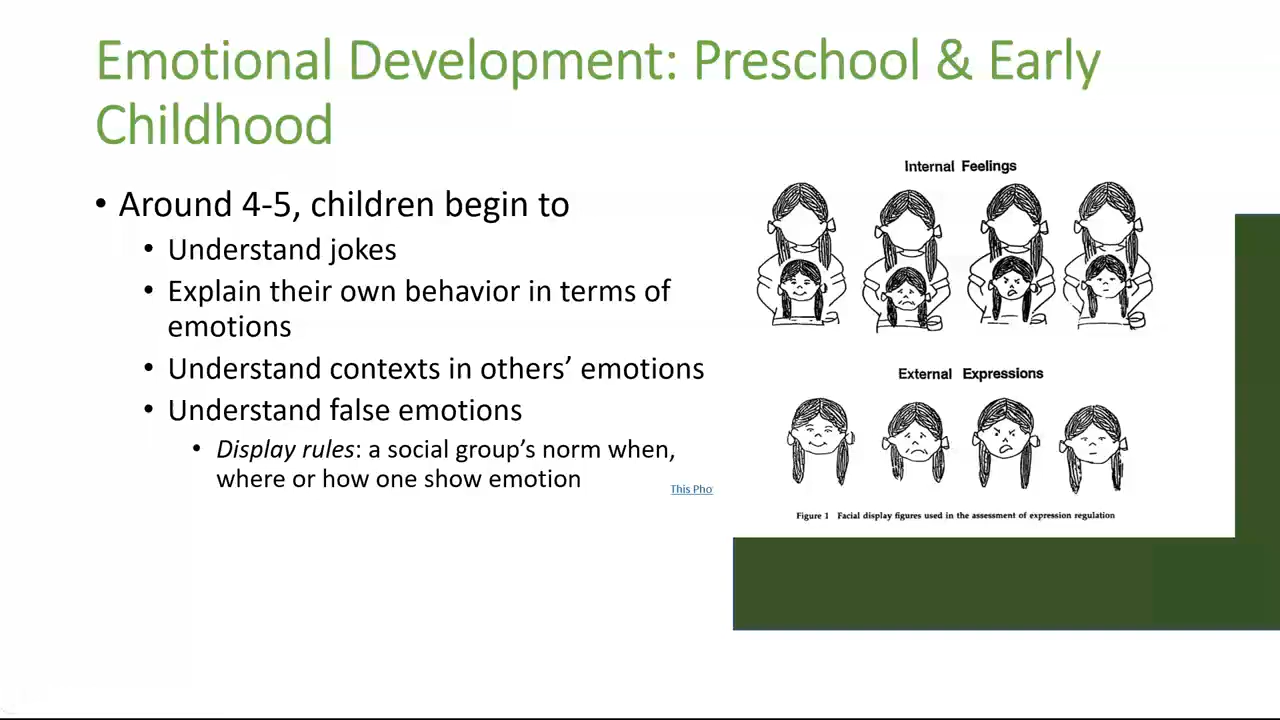 Emotional Development: Preschool & Early
Childhood
• Around 4-5, children begin to
• Understand jokes
• Explain their own behavior in terms of
emotions
• Understand contexts in others’ emotions
• Understand false emotions
• Display rules: a social group’s norm when,
where or how one show emotion
This Pho
Internal Feelings
External Expressions
Figure 1 Facial display figures used in the assessment of expression regulation